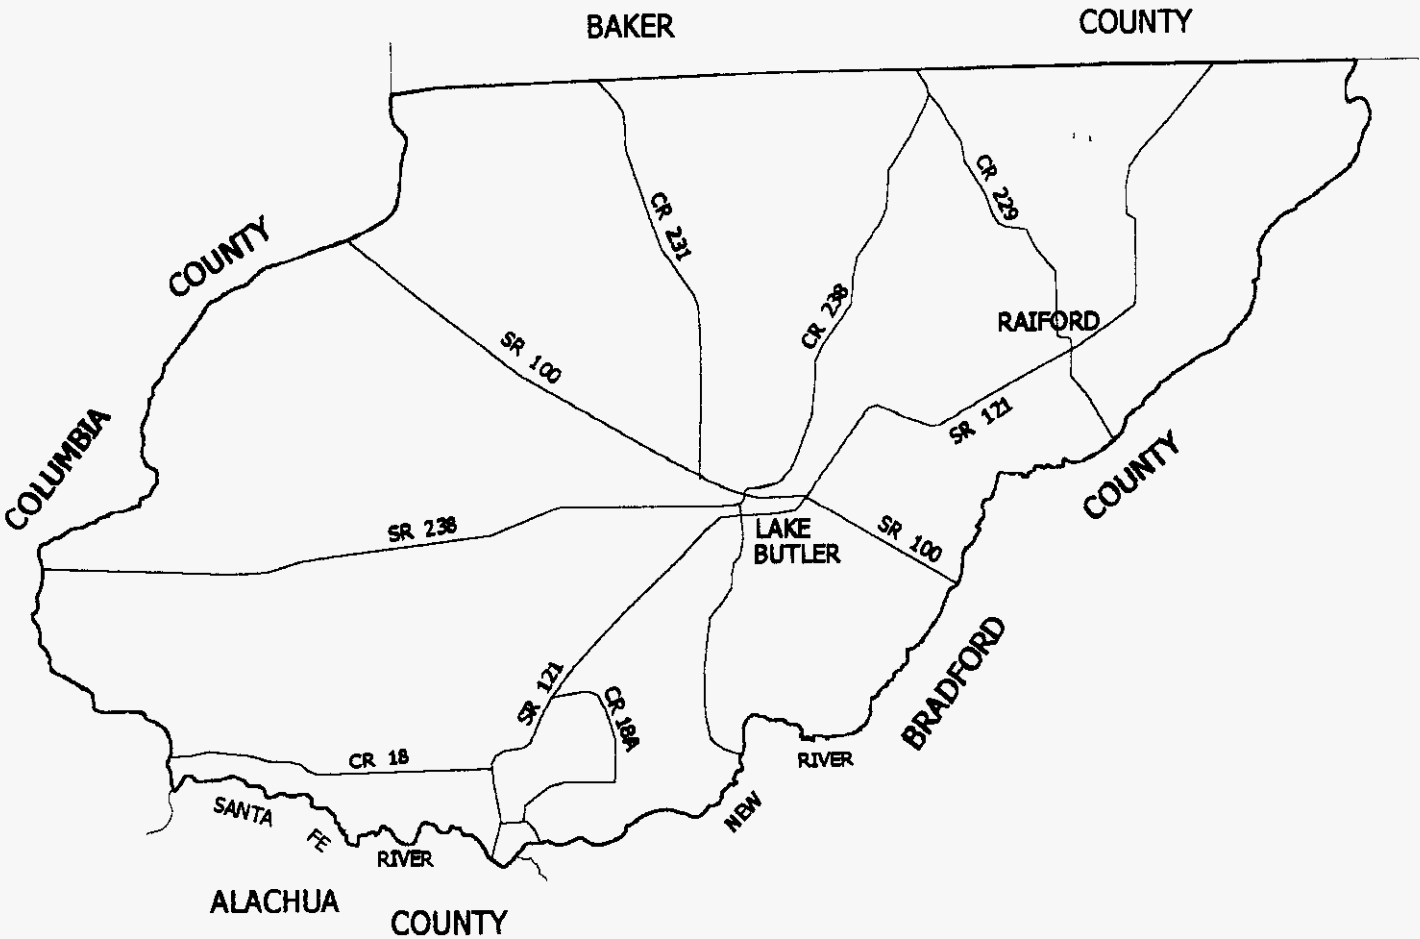 BAKER
COUNTY
COUNTY
COLUMBIA
CR 231
CR 229
CR 238
RAIFORD
SR 100
SR 121
COUNTY
SR 238
LAKE
BUTLER
SR 100
BRADFORD
SR 121
CR 18A
CR 18
RIVER
NEW
SANTA
FE
RIVER
ALACHUA
COUNTY